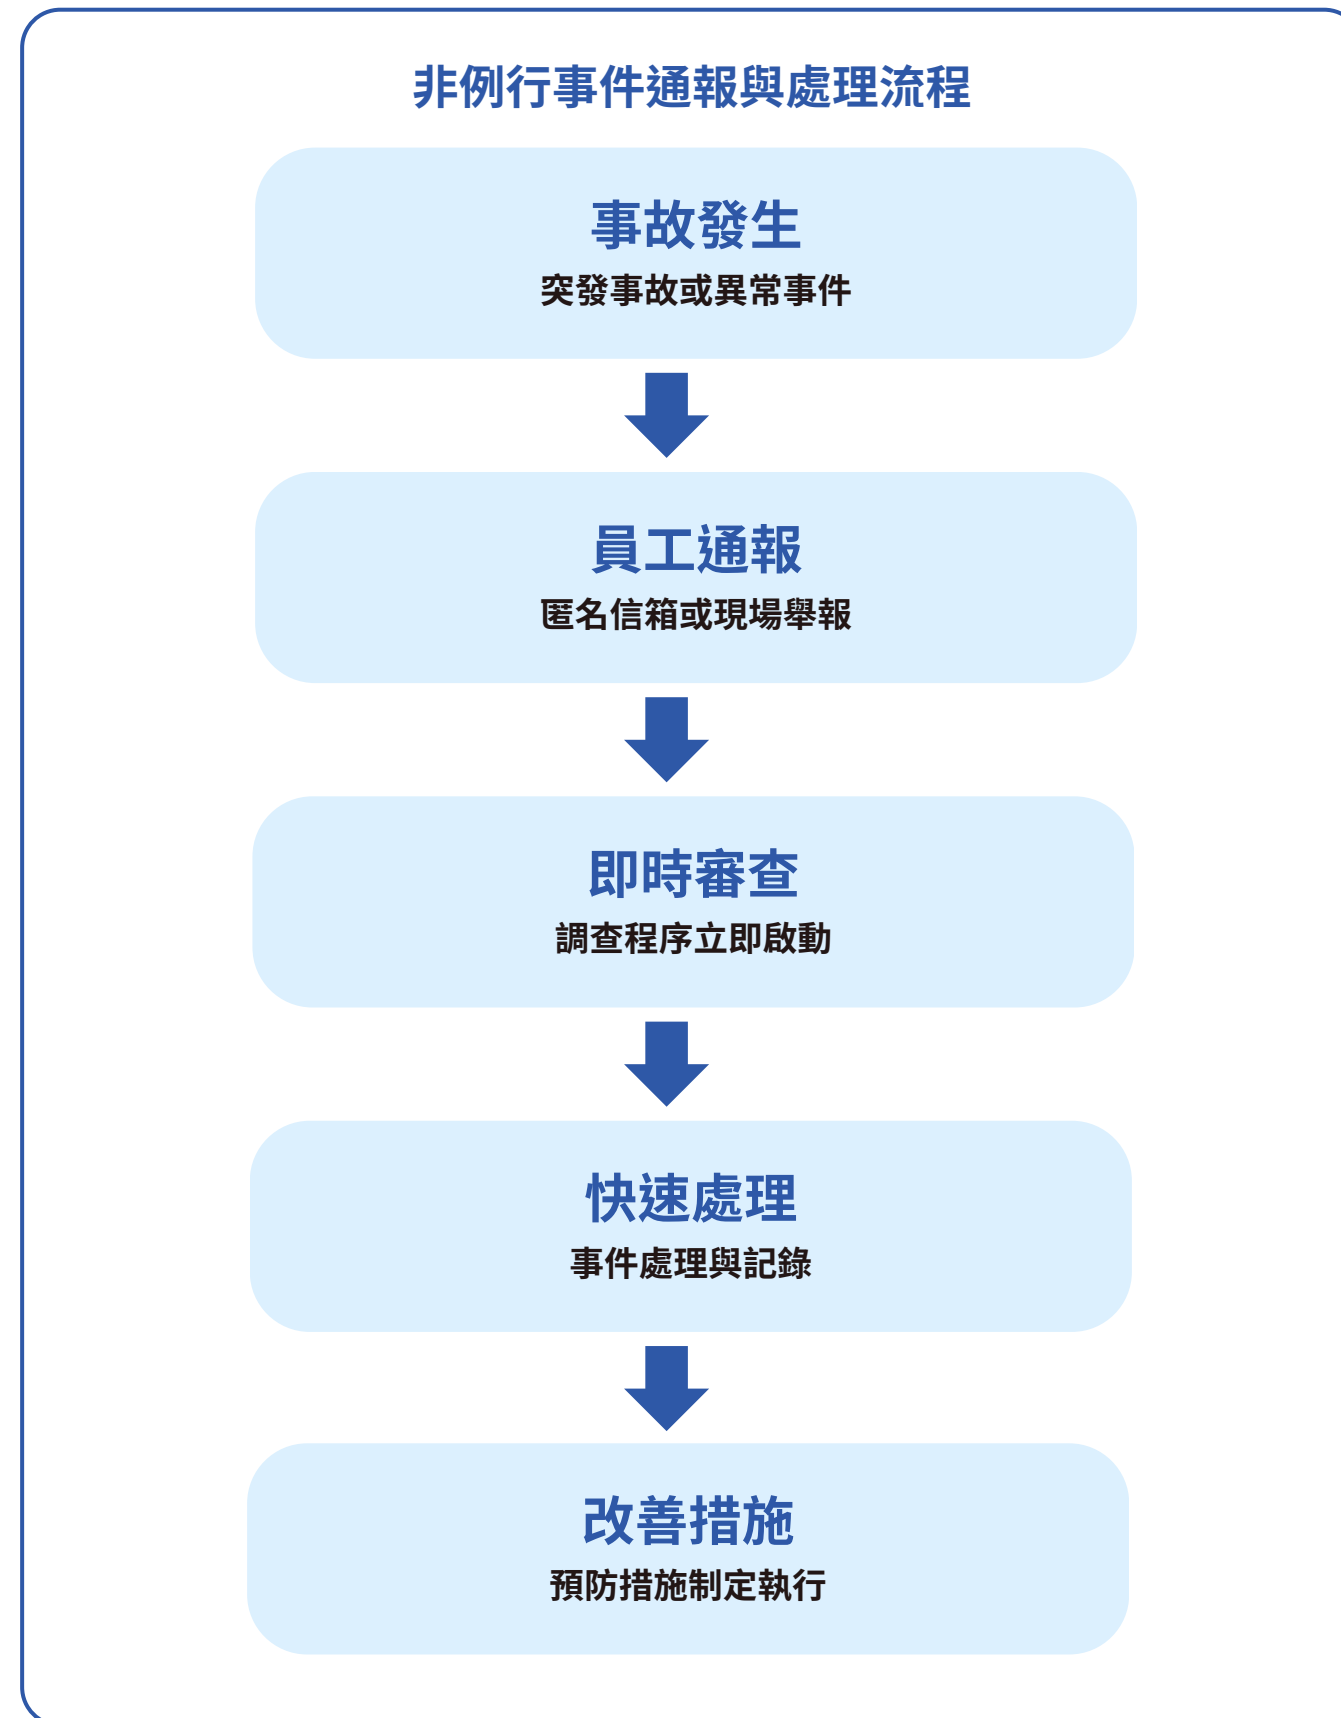 非例行事件通報與處理流程
事故發生
突發事故或異常事件
員工通報
匿名信箱或現場舉報
即時審查
調查程序立即啟動
快速處理
事件處理與記錄
改善措施
預防措施制定執行